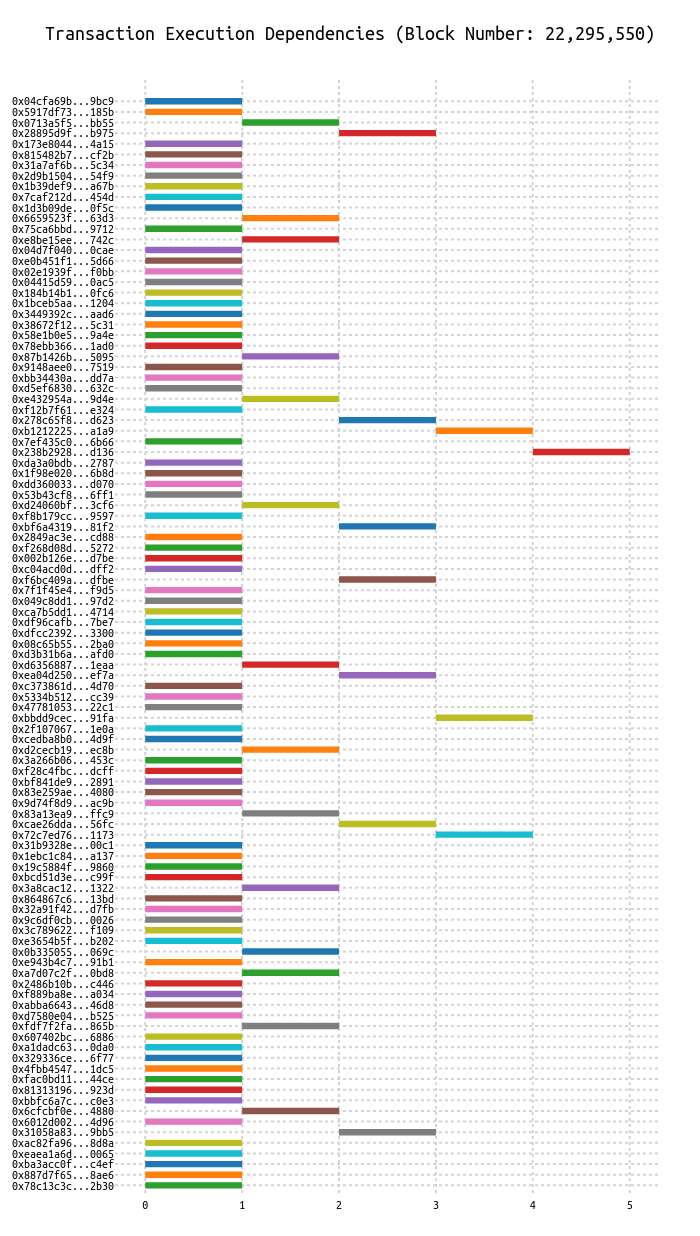 Transaction Execution Dependencies (Block Number: 22,295,550)
0x04cfa69b...9bc9
0x5917df73...185b
0x0713a5f5...bb55
0x28895d9f...b975
0x173e8044...4a15
0x815482b7...cf2b
0x31a7af6b...5c34
0x2d9b1504...54f9
0x1b39def9...a67b
0x7caf212d...454d
0x1d3b09de...0f5c
0x6659523f...63d3
0x75ca6bbd...9712
0xe8be15ee...742c
0x04d7f040...0cae
0xe0b451f1...5d66
0x02e1939f...f0bb
0x04415d59...0ac5
0x184b14b1...0fc6
0x1bceb5aa...1204
0x3449392c...aad6
0x38672f12...5c31
0x58e1b0e5...9a4e
0x78ebb366...1ad0
0x87b1426b...5095
0x9148aee0...7519
0xbb34430a...dd7a
0xd5ef6830...632c
0xe432954a...9d4e
0xf12b7f61...e324
0x278c65f8...d623
0xb1212225...a1a9
0x7ef435c0...6b66
0x238b2928...d136
0xda3a0bdb...2787
0x1f98e020...6b8d
0xdd360033...d070
0x53b43cf8...6ff1
0xd24060bf...3cf6
0xf8b179cc...9597
0xbf6a4319...81f2
0x2849ac3e...cd88
0xf268d08d...5272
0x002b126e...d7be
0xc04acd0d...dff2
0xf6bc409a...dfbe
0x7f1f45e4...f9d5
0x049c8dd1...97d2
0xca7b5dd1...4714
0xdf96cafb...7be7
0xdfcc2392...3300
0x08c65b55...2ba0
0xd3b31b6a...afd0
0xd6356887...1eaa
0xea04d250...ef7a
0xc373861d...4d70
0x5334b512...cc39
0x47781053...22c1
0xbbdd9cec...91fa
0x2f107067...1e0a
0xcedba8b0...4d9f
0xd2cecb19...ec8b
0x3a266b06...453c
0xf28c4fbc...dcff
0xbf841de9...2891
0x83e259ae...4080
0x9d74f8d9...ac9b
0x83a13ea9...ffc9
0xcae26dda...56fc
0x72c7ed76...1173
0x31b9328e...00c1
0x1ebc1c84...a137
0x19c5884f...9860
0xbcd51d3e...c99f
0x3a8cac12...1322
0x864867c6...13bd
0x32a91f42...d7fb
0x9c6df0cb...0026
0x3c789622...f109
0xe3654b5f...b202
0x0b335055...069c
0xe943b4c7...91b1
0xa7d07c2f...0bd8
0x2486b10b...c446
0xf889ba8e...a034
0xabba6643...46d8
0xd7580e04...b525
0xfdf7f2fa...865b
0x607402bc...6886
0xa1dadc63...0da0
0x329336ce...6f77
0x4fbb4547...1dc5
0xfac0bd11...44ce
0x81313196...923d
0xbbfc6a7c...c0e3
0x6cfcbf0e...4880
0x6012d002...4d96
0x31058a83...9bb5
0xac82fa96...8d8a
0xeaea1a6d...0065
0xba3acc0f...c4ef
0x887d7f65...8ae6
0x78c13c3c...2b30
0 1 2 3 4 5